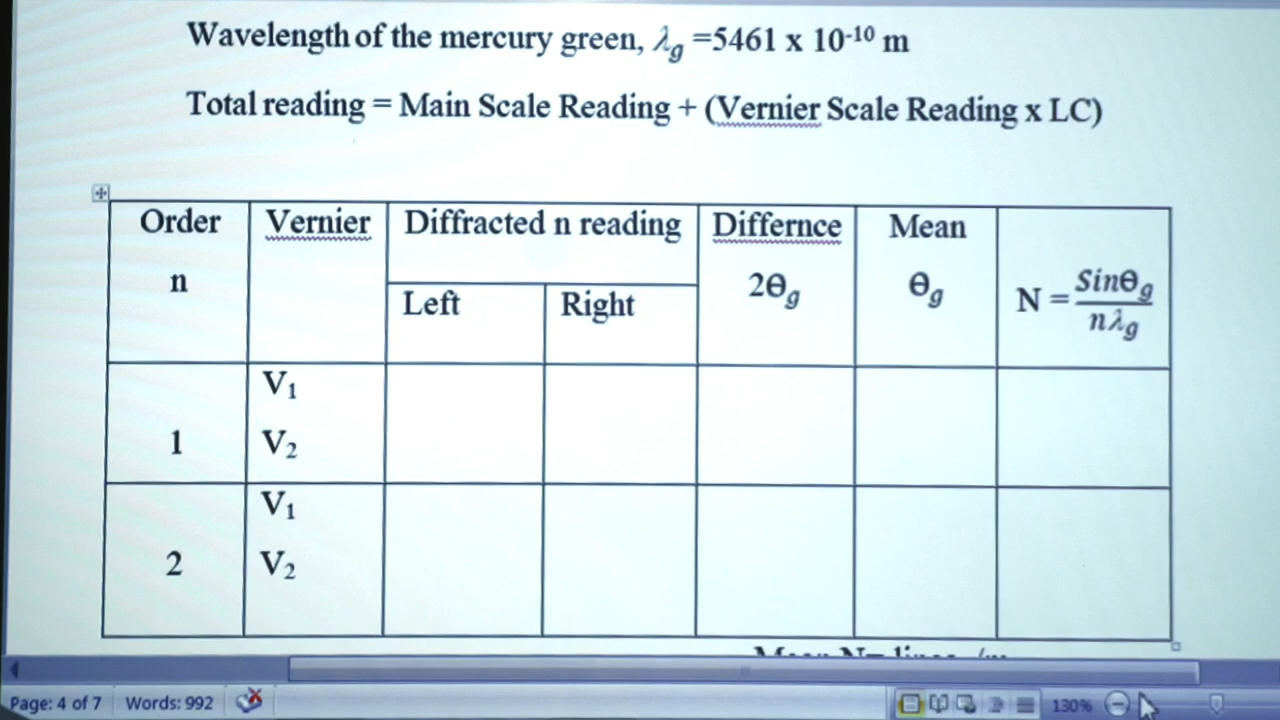 Wavelength of the mercury green, λg =5461 x 10-10 m
Total reading = Main Scale Reading + (Vernier Scale Reading x LC)
Order Vernier Diffracted n reading Differnce Mean
n 2θg θg N = Sinθg / nλg
Left Right
V1
1 V2
V1
2 V2
Page: 4 of 7 Words: 992 130%